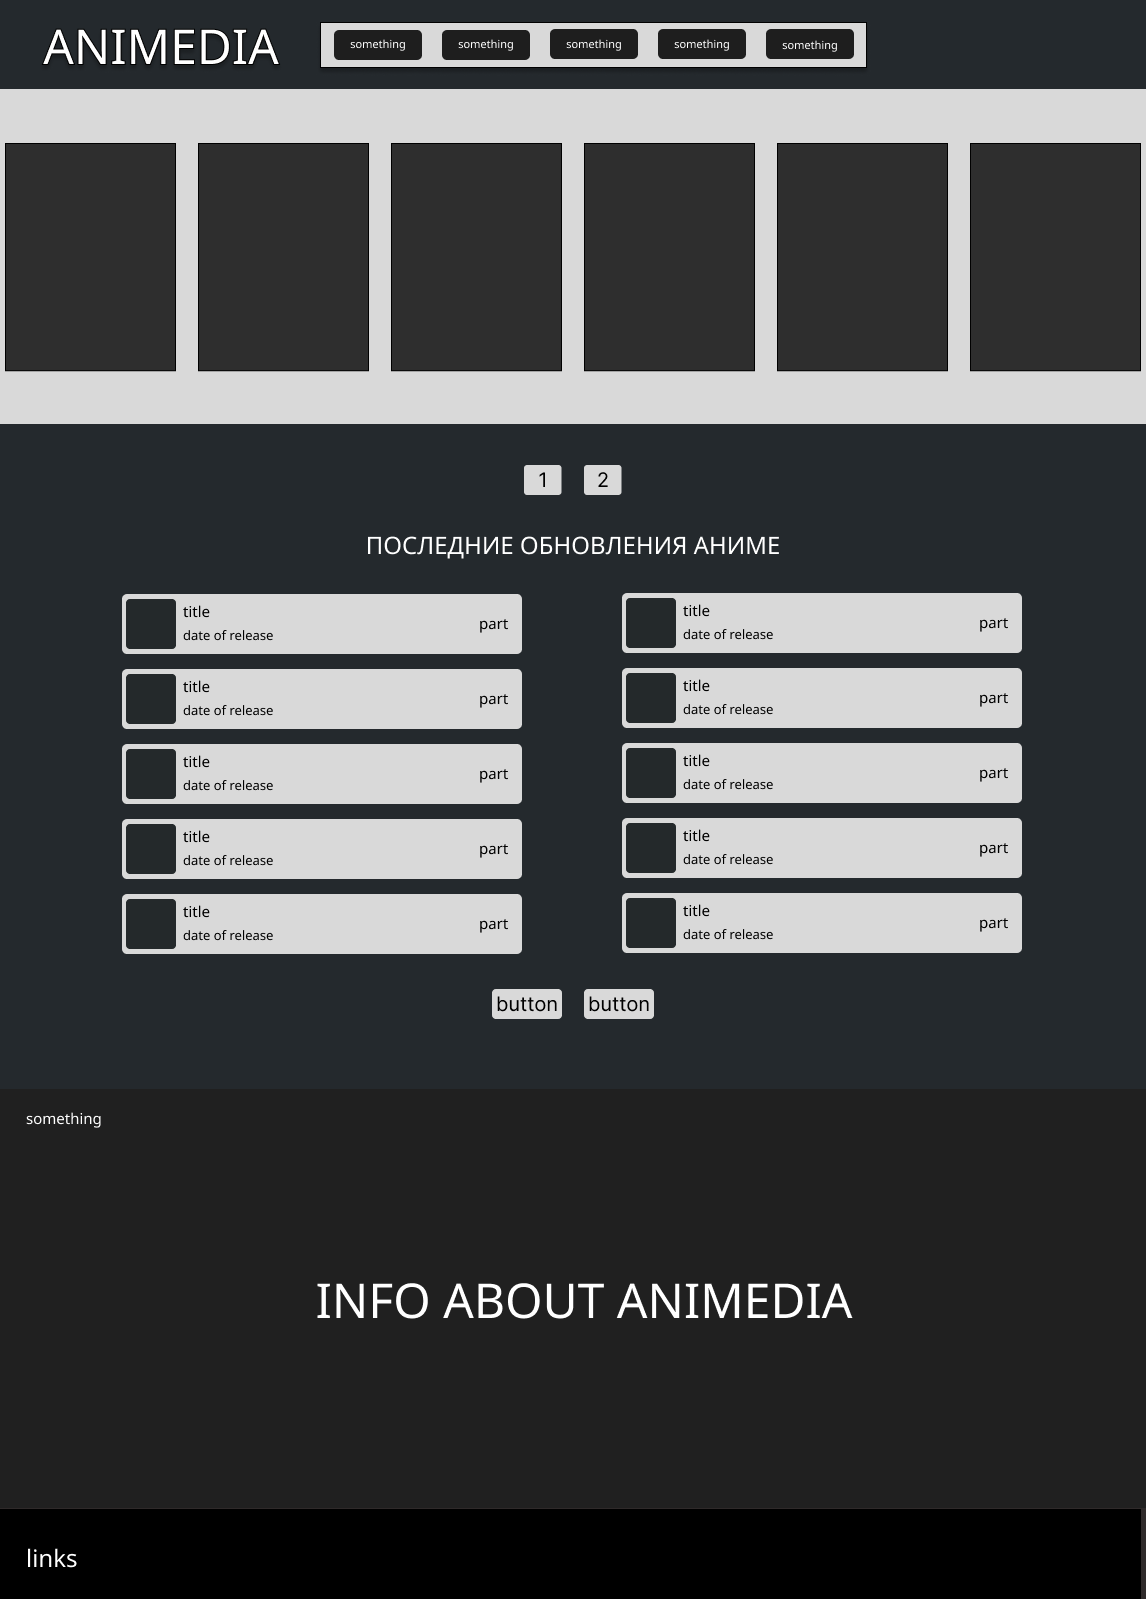 ANIMEDIA
something something something something something
1 2
ПОСЛЕДНИЕ ОБНОВЛЕНИЯ АНИМЕ
title
date of release
part
title
date of release
part
title
date of release
part
title
date of release
part
title
date of release
part
title
date of release
part
title
date of release
part
title
date of release
part
title
date of release
part
title
date of release
part
button button
something
INFO ABOUT ANIMEDIA
links